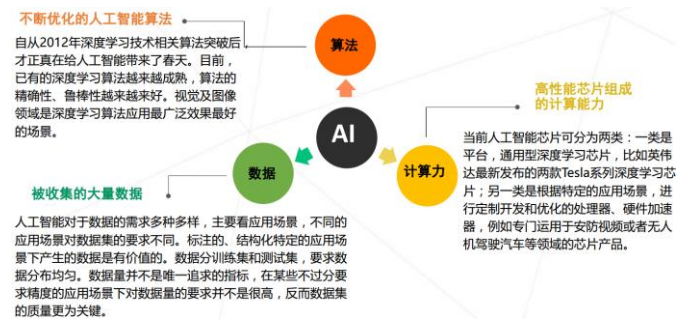 不断优化的人工智能算法
自从2012年深度学习技术相关算法突破后,
才正真在给人工智能带来了春天。目前，
已有的深度学习算法越来越成熟，算法的
精确性、鲁棒性越来越来好。视觉及图像
领域是深度学习算法应用最广泛效果最好
的场景。
算法
AI
数据
计算力
高性能芯片组成
的计算能力
当前人工智能芯片可分为两类：一类是
平台，通用型深度学习芯片，比如英伟
达最新发布的两款Tesla系列深度学习芯
片；另一类是根据特定的应用场景，进
行定制开发和优化的处理器、硬件加速
器，例如专门运用于安防视频或者无人
机驾驶汽车等领域的芯片产品。
被收集的大量数据
人工智能对于数据的需求多种多样，主要看应用场景，不同的
应用场景对数据集的要求不同。标注的、结构化特定的应用场
景下产生的数据是有价值的。数据分训练集和测试集，要求数
据分布均匀。数据量并不是唯一追求的指标，在某些不过分要
求精度的应用场景下对数据量的要求并不是很高，反而数据集
的质量更为关键。